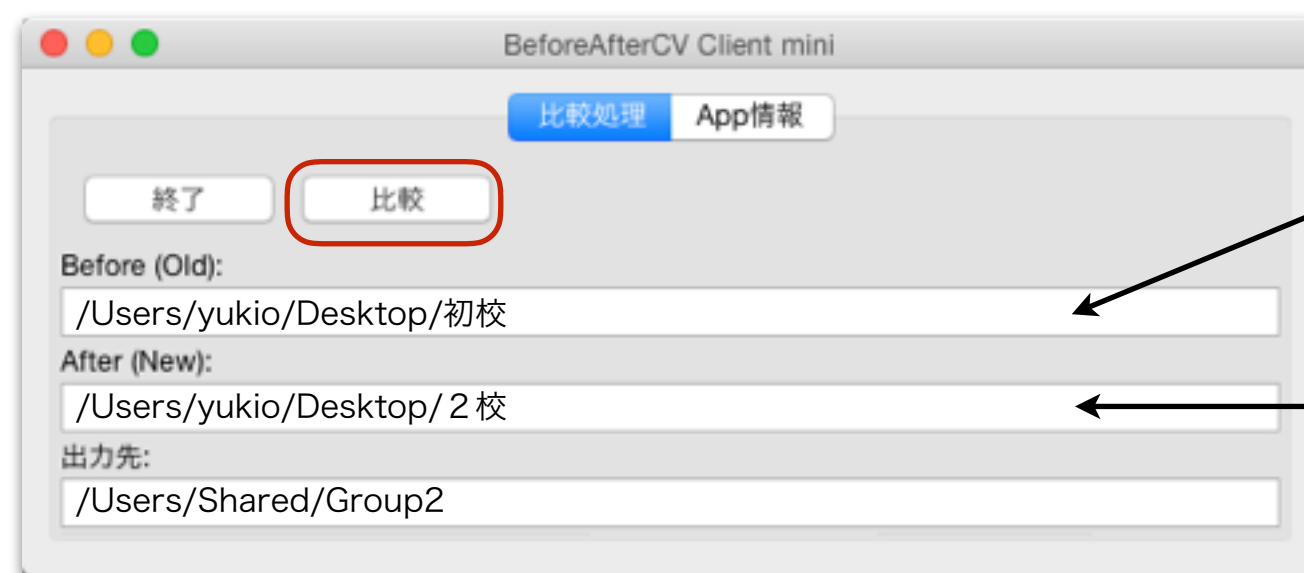 BeforeAfterCV Client mini
比較処理 App情報
終了 比較
Before (Old):
/Users/yukio/Desktop/初校
After (New):
/Users/yukio/Desktop/２校
出力先:
/Users/Shared/Group2